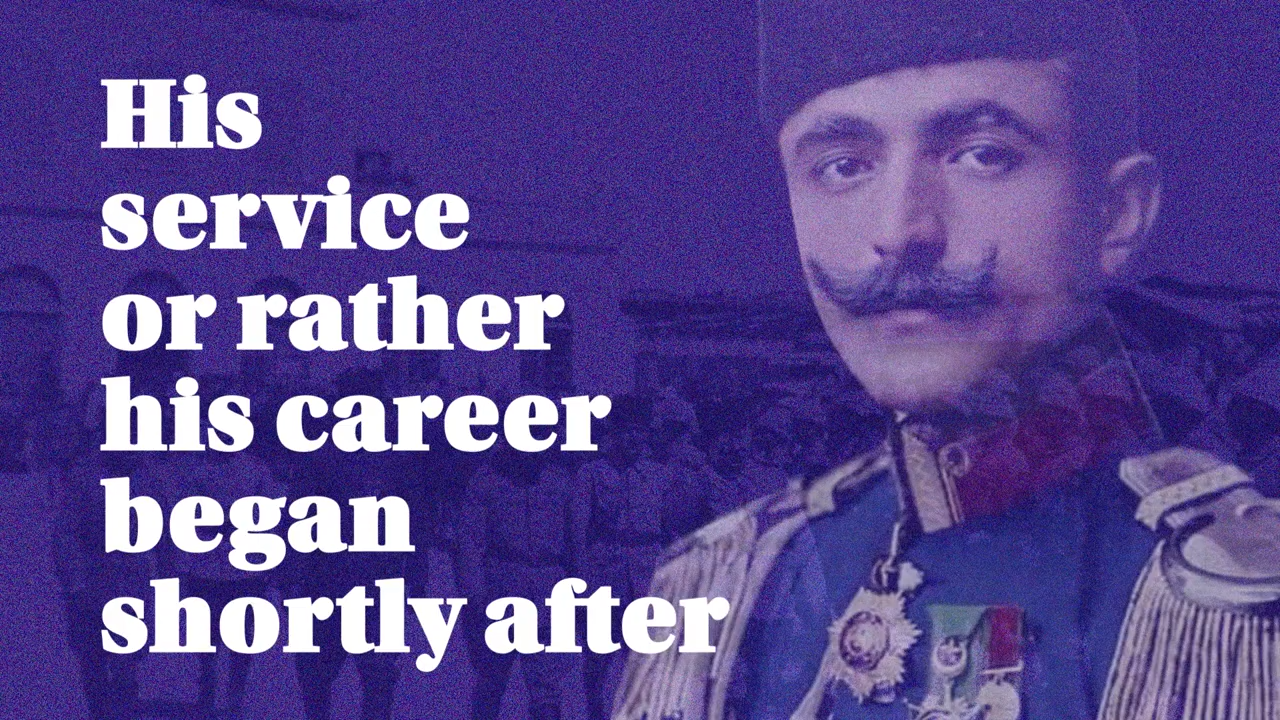 His
service
or rather
his career
began
shortly after